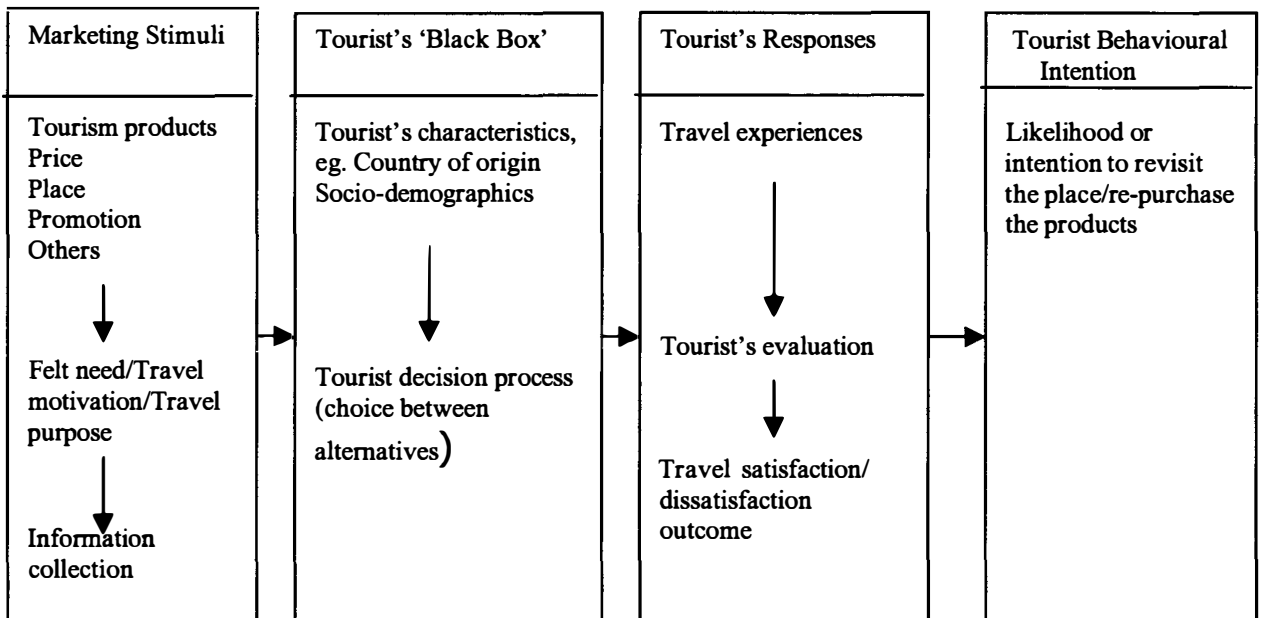 Marketing Stimuli
Tourism products
Price
Place
Promotion
Others
Felt need/Travel
motivation/Travel
purpose
Information
collection
Tourist's 'Black Box'
Tourist's characteristics,
eg. Country of origin
Socio-demographics
Tourist decision process
(choice between
alternatives)
Tourist's Responses
Travel experiences
Tourist's evaluation
Travel satisfaction/
dissatisfaction
outcome
Tourist Behavioural
Intention
Likelihood or
intention to revisit
the place/re-purchase
the products